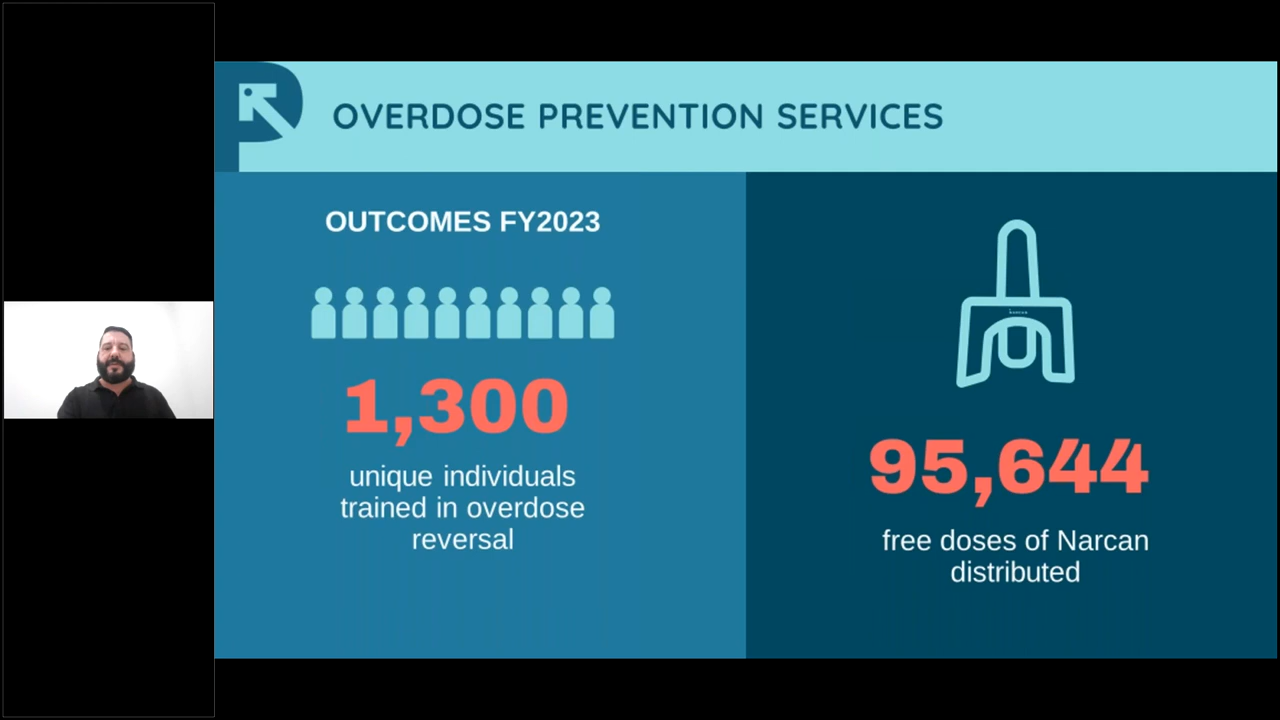 OVERDOSE PREVENTION SERVICES
OUTCOMES FY2023
1,300
unique individuals
trained in overdose
reversal
95,644
free doses of Narcan
distributed